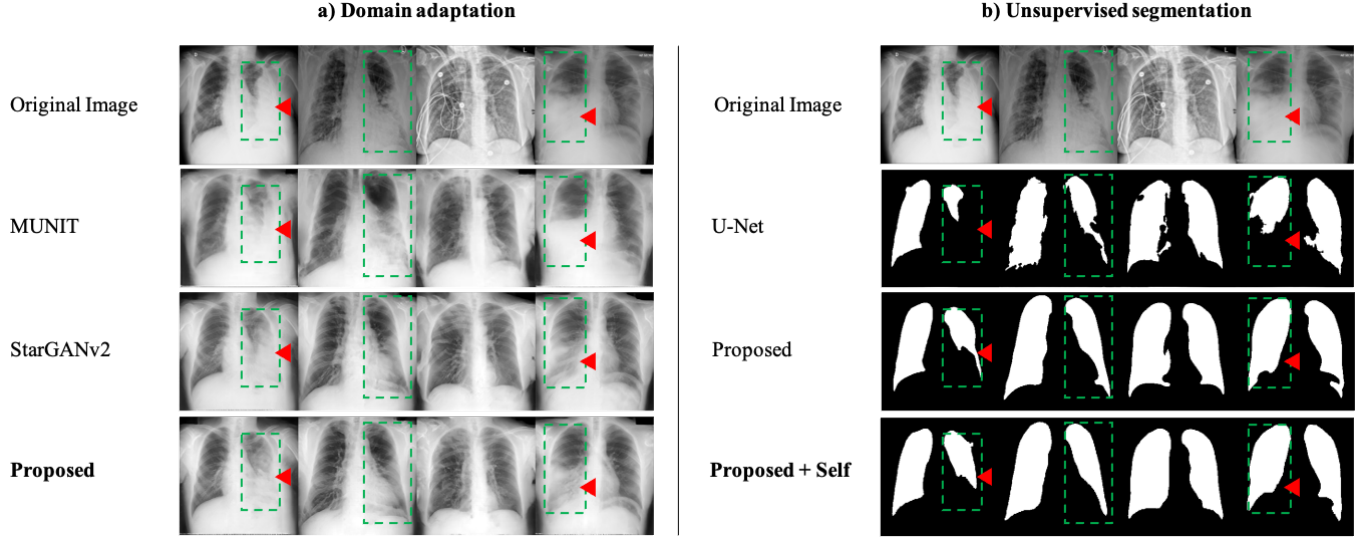 a) Domain adaptation
Original Image
MUNIT
StarGANv2
Proposed
b) Unsupervised segmentation
Original Image
U-Net
Proposed
Proposed + Self